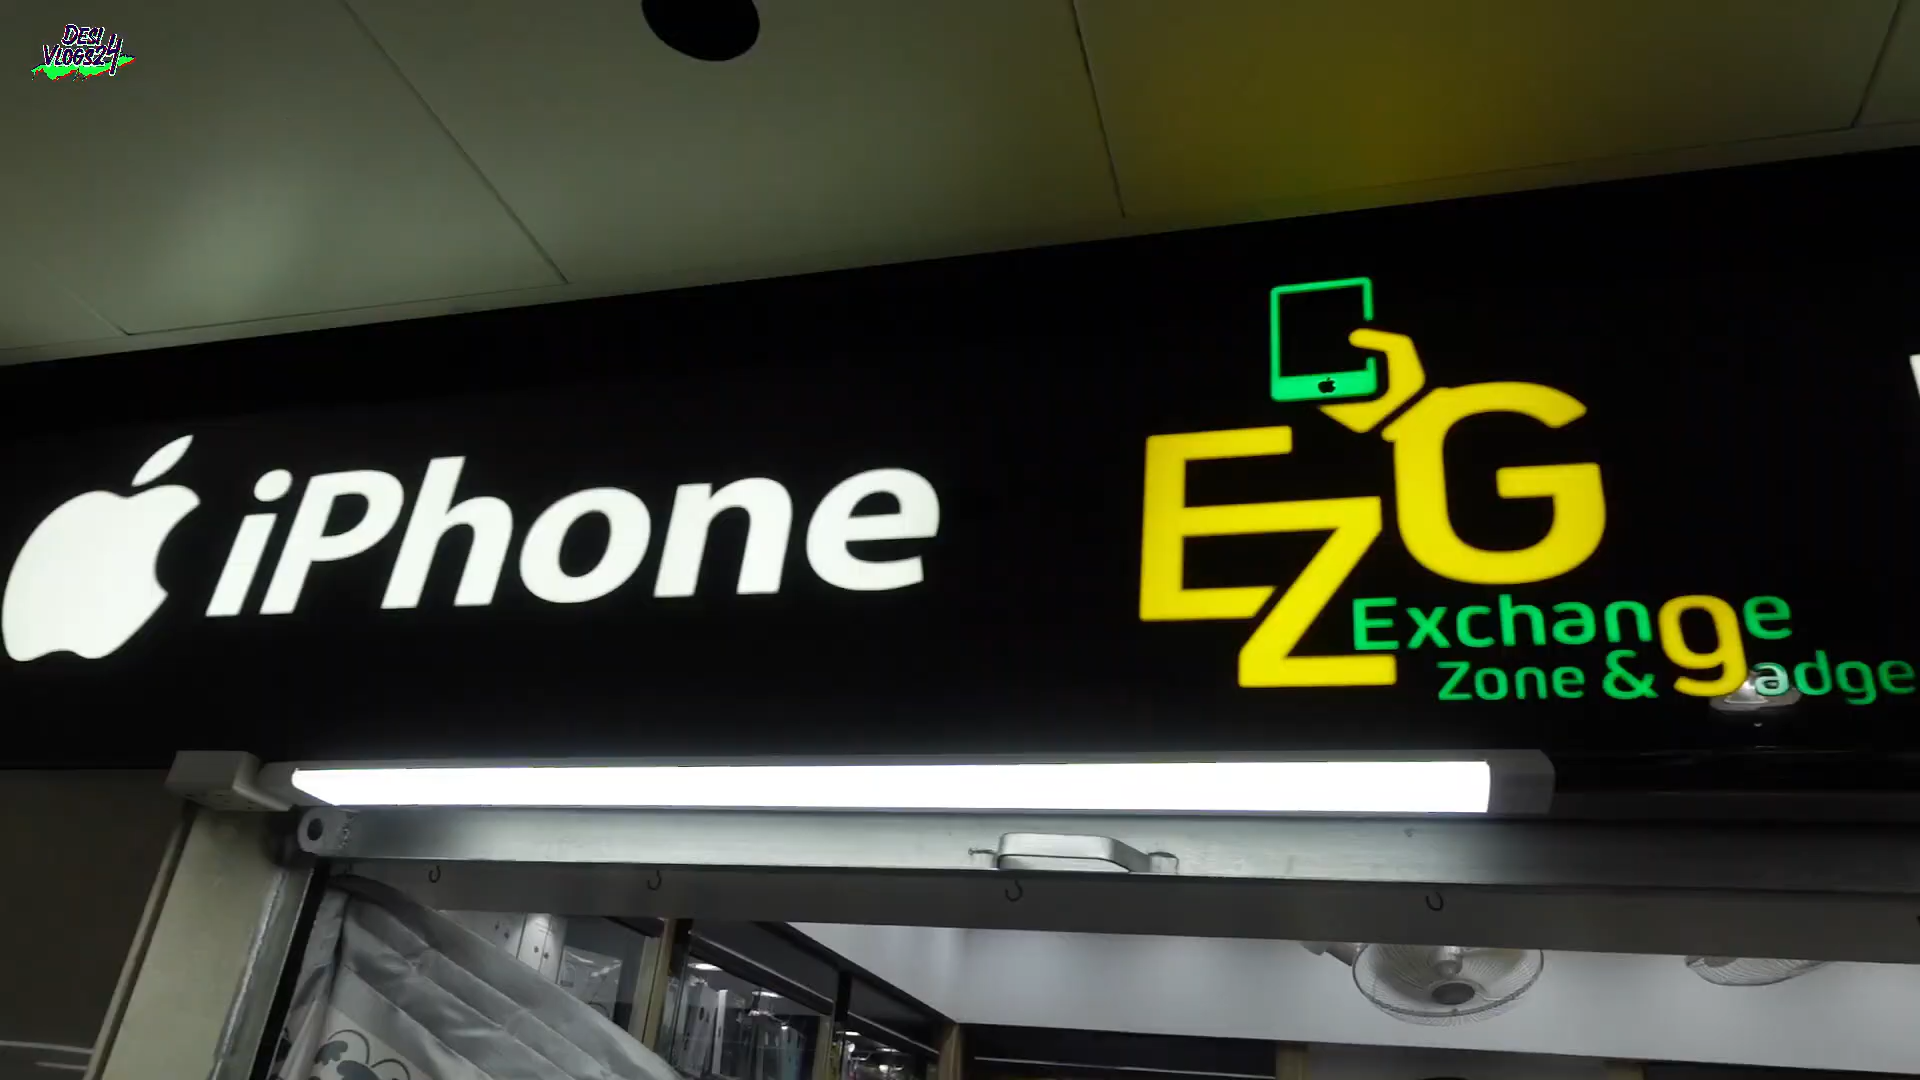 DESI
VLOGS24
iPhone
EZG
Exchange
Zone & gadge